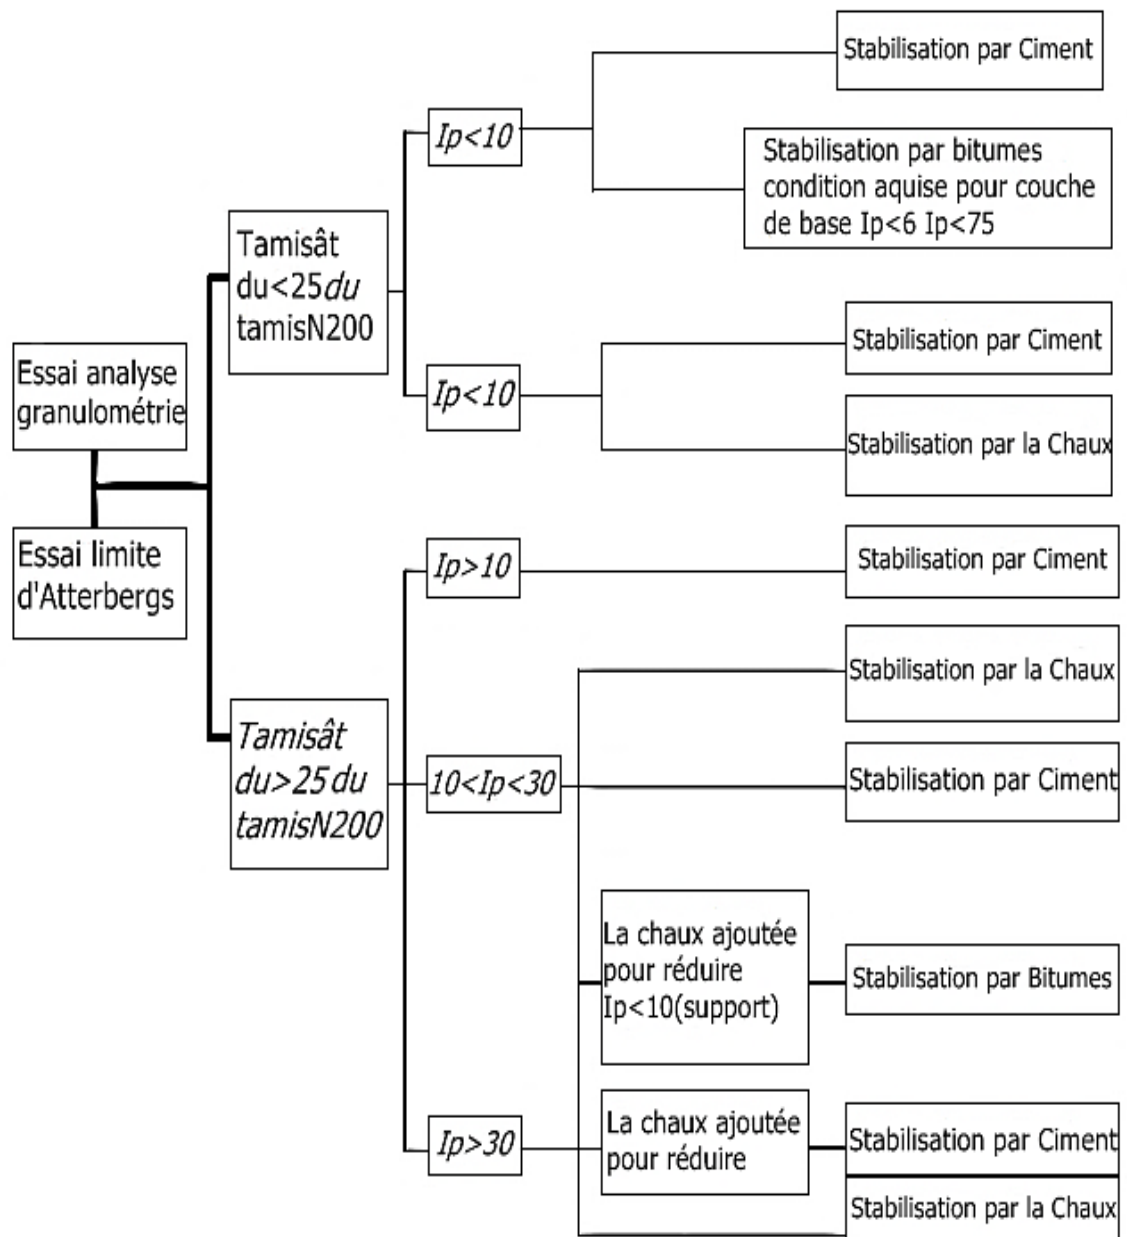 Essai analyse
granulométrie
Essai limite
d'Atterbergs
Tamisât
du<25du
tamisN200
Ip<10
Stabilisation par Ciment
Stabilisation par bitumes
condition aquise pour couche
de base Ip<6 Ip<75
Ip<10
Stabilisation par Ciment
Stabilisation par la Chaux
Tamisât
du>25 du
tamisN200
Ip>10
Stabilisation par Ciment
10<Ip<30
Stabilisation par la Chaux
Stabilisation par Ciment
La chaux ajoutée
pour réduire
Ip<10(support)
Stabilisation par Bitumes
Ip>30
La chaux ajoutée
pour réduire
Stabilisation par Ciment
Stabilisation par la Chaux